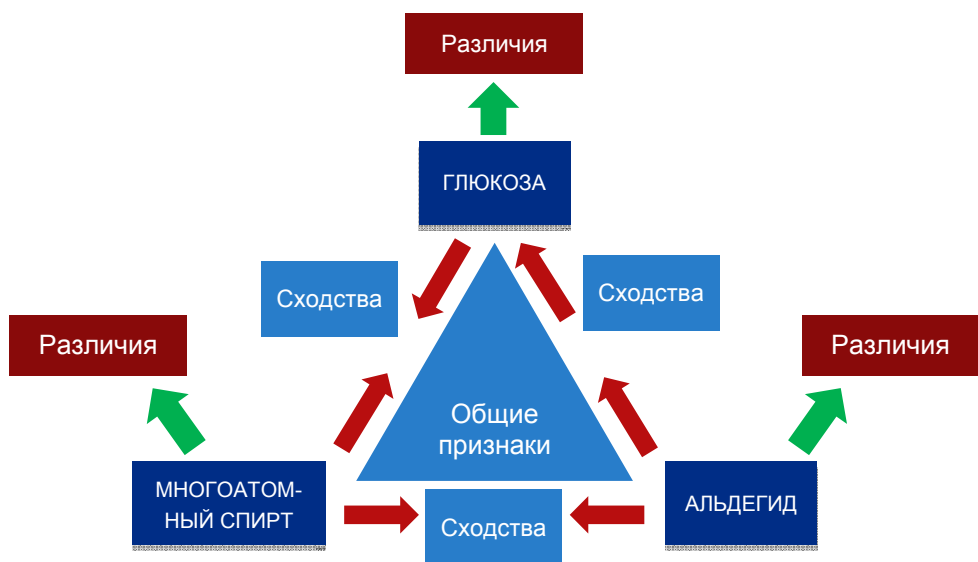 Различия
ГЛЮКОЗА
Сходства
Сходства
Различия
Различия
Общие
признаки
МНОГОАТОМ-
НЫЙ СПИРТ
Сходства
АЛЬДЕГИД